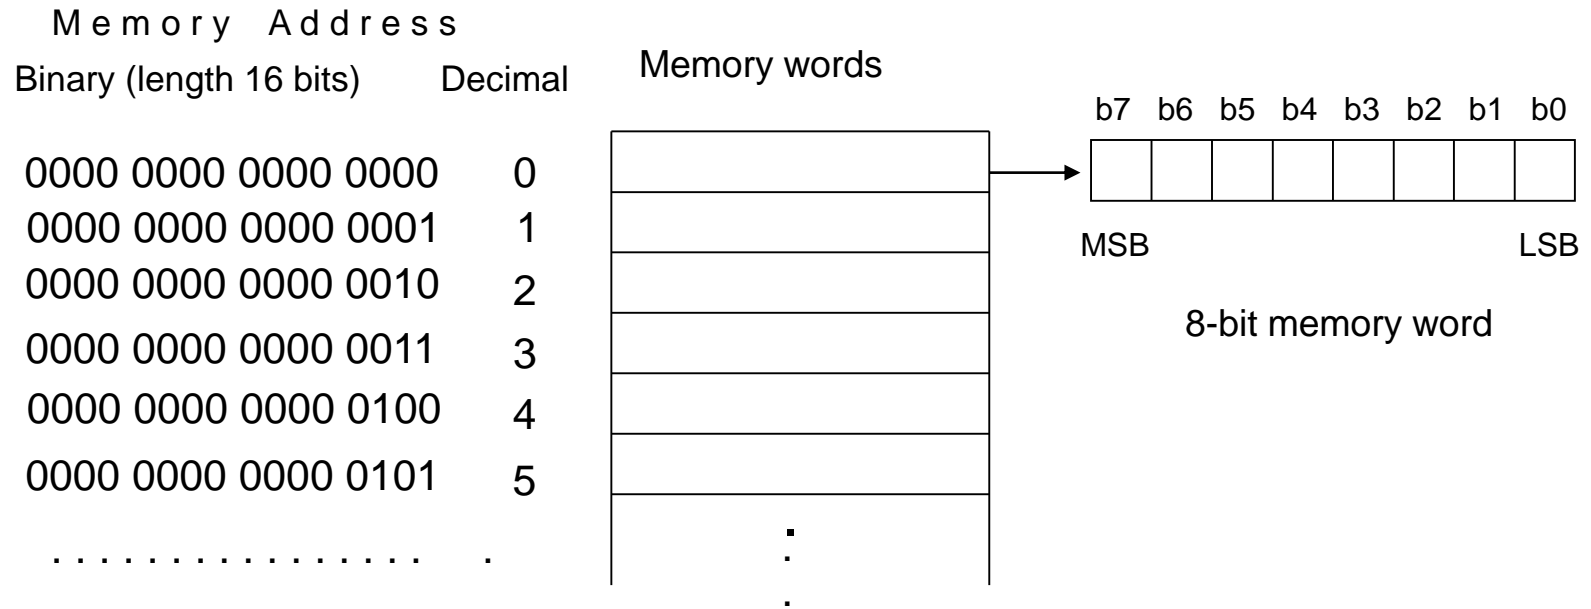 Memory Address
Binary (length 16 bits) Decimal
Memory words
b7 b6 b5 b4 b3 b2 b1 b0
0000 0000 0000 0000 0
0000 0000 0000 0001 1
MSB LSB
0000 0000 0000 0010 2
8-bit memory word
0000 0000 0000 0011 3
0000 0000 0000 0100 4
0000 0000 0000 0101 5
. . . . . . . . . . . . . . . . .
.
.
.